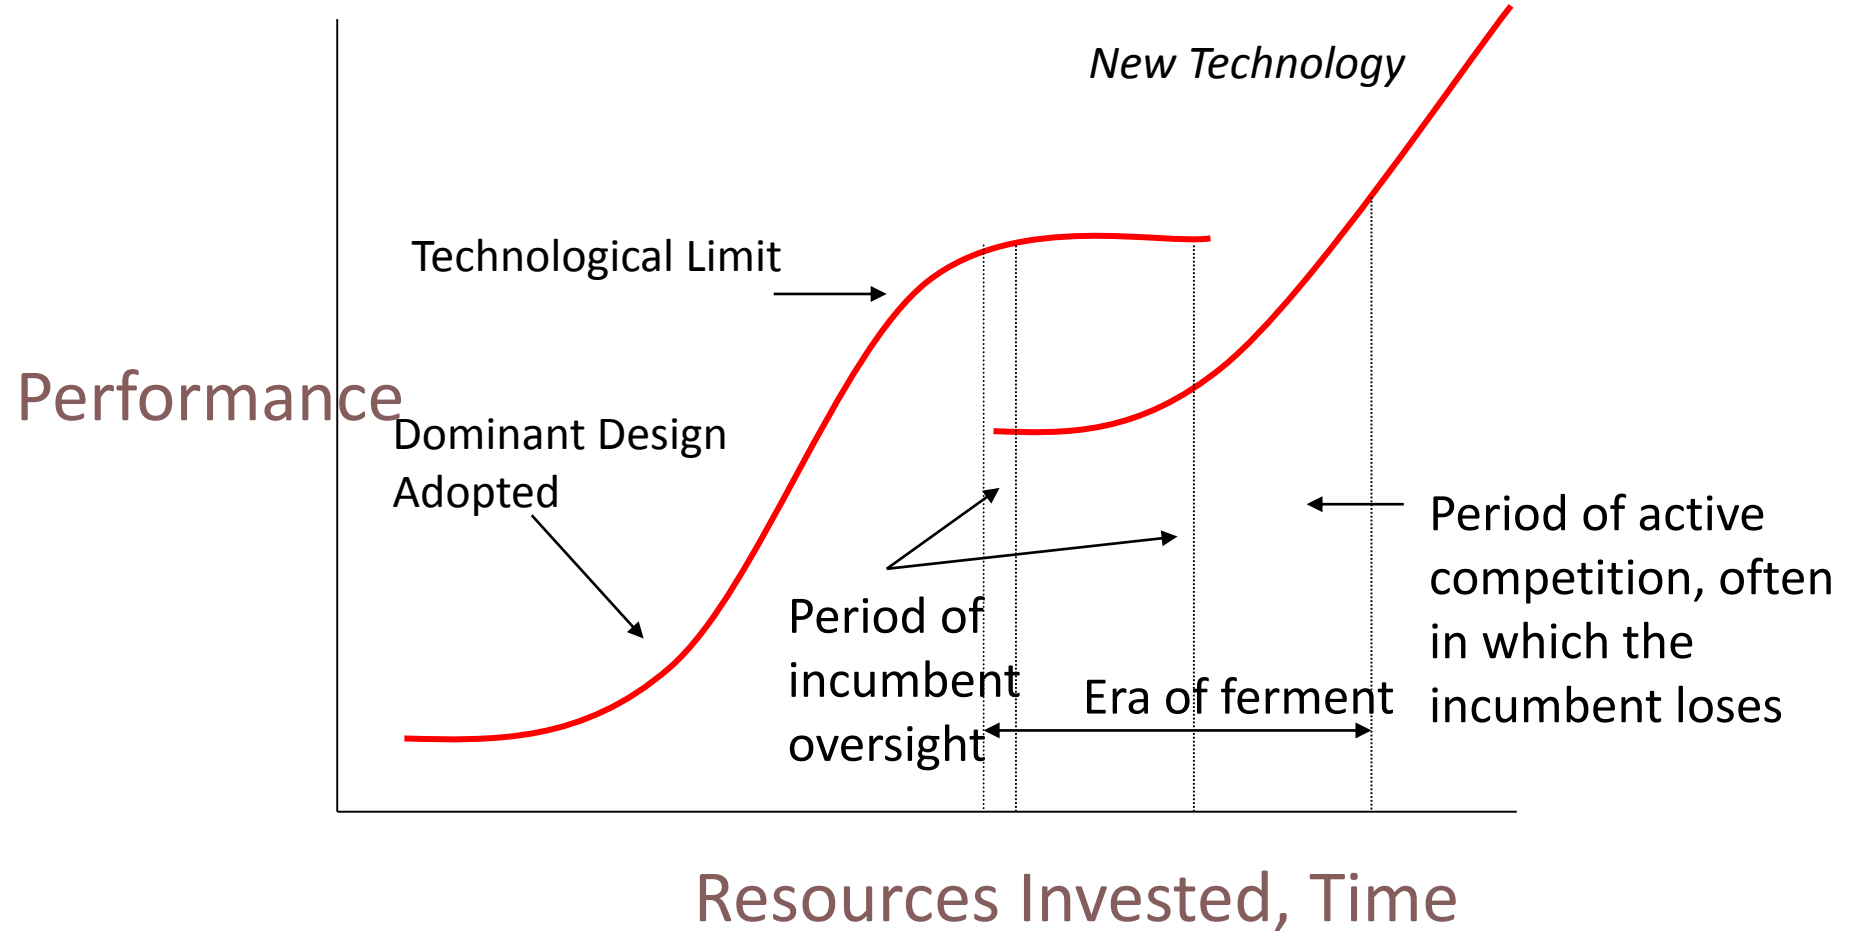 New Technology
Technological Limit
Performance
Dominant Design
Adopted
Period of
incumbent
oversight
Era of ferment
Period of active
competition, often
in which the
incumbent loses
Resources Invested, Time